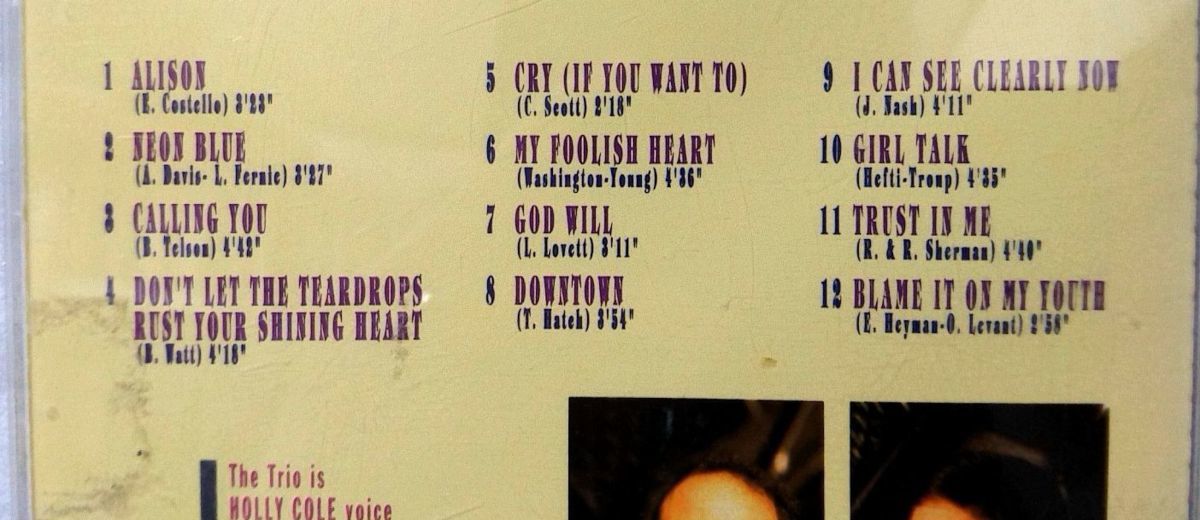 1 ALISON
(E. Costello) 3'23"
2 NEON BLUE
(A. Davis- L. Fernie) 3'27"
3 CALLING YOU
(B. Telson) 4'42"
4 DON'T LET THE TEARDROPS
RUST YOUR SHINING HEART
(B. Watt) 4'18"
5 CRY (IF YOU WANT TO)
(C. Scott) 2'18"
6 MY FOOLISH HEART
(Washington-Young) 4'36"
7 GOD WILL
(L. Lovett) 3'11"
8 DOWNTOWN
(T. Hatch) 3'54"
9 I CAN SEE CLEARLY NOW
(J. Nash) 4'11"
10 GIRL TALK
(Hefti-Troup) 4'35"
11 TRUST IN ME
(R. & R. Sherman) 4'40"
12 BLAME IT ON MY YOUTH
(E. Heyman-O. Levant) 2'58"
The Trio is
HOLLY COLE voice